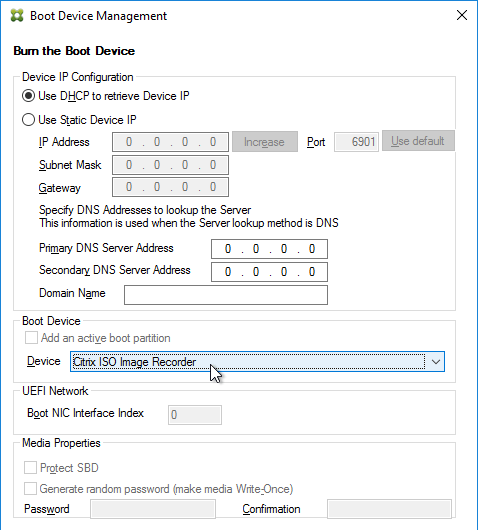 Boot Device Management
Burn the Boot Device
Device IP Configuration
Use DHCP to retrieve Device IP
Use Static Device IP
IP Address 0 . 0 . 0 . 0 Increase Port 6901 Use default
Subnet Mask 0 . 0 . 0 . 0
Gateway 0 . 0 . 0 . 0
Specify DNS Addresses to lookup the Server
This information is used when the Server lookup method is DNS
Primary DNS Server Address 0 . 0 . 0 . 0
Secondary DNS Server Address 0 . 0 . 0 . 0
Domain Name
Boot Device
Add an active boot partition
Device Citrix ISO Image Recorder
UEFI Network
Boot NIC Interface Index 0
Media Properties
Protect SBD
Generate random password (make media Write-Once)
Password Confirmation